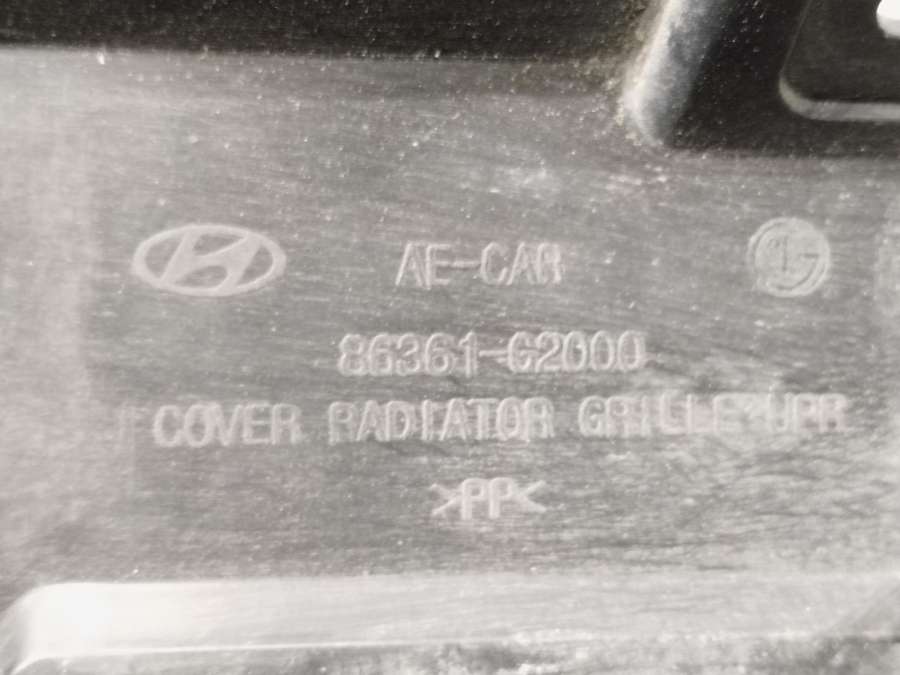 AE-CAR
86361-G2000
COVER RADIATOR GRILLE-UPR
>PP<